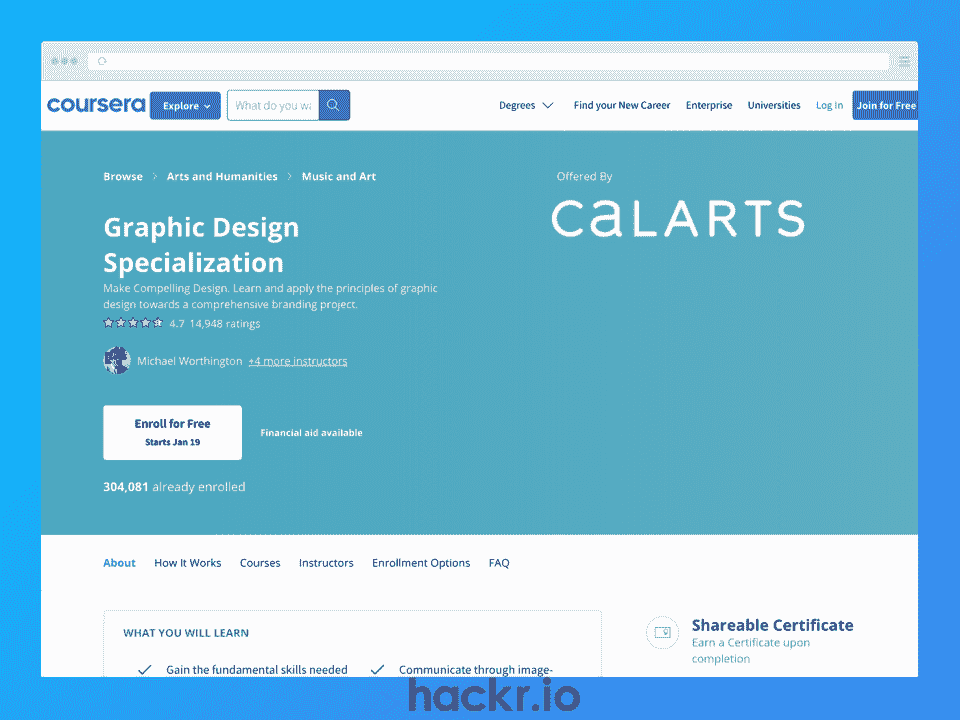 coursera Explore What do you wa Degrees Find your New Career Enterprise Universities Log In Join for Free
Browse > Arts and Humanities > Music and Art
Offered By
CalARTS
Graphic Design
Specialization
Make Compelling Design. Learn and apply the principles of graphic
design towards a comprehensive branding project.
4.7 14,948 ratings
Michael Worthington +4 more instructors
Enroll for Free
Starts Jan 19
Financial aid available
304,081 already enrolled
About How It Works Courses Instructors Enrollment Options FAQ
WHAT YOU WILL LEARN
Gain the fundamental skills needed
Communicate through image-
Shareable Certificate
Earn a Certificate upon
completion
hackr.io